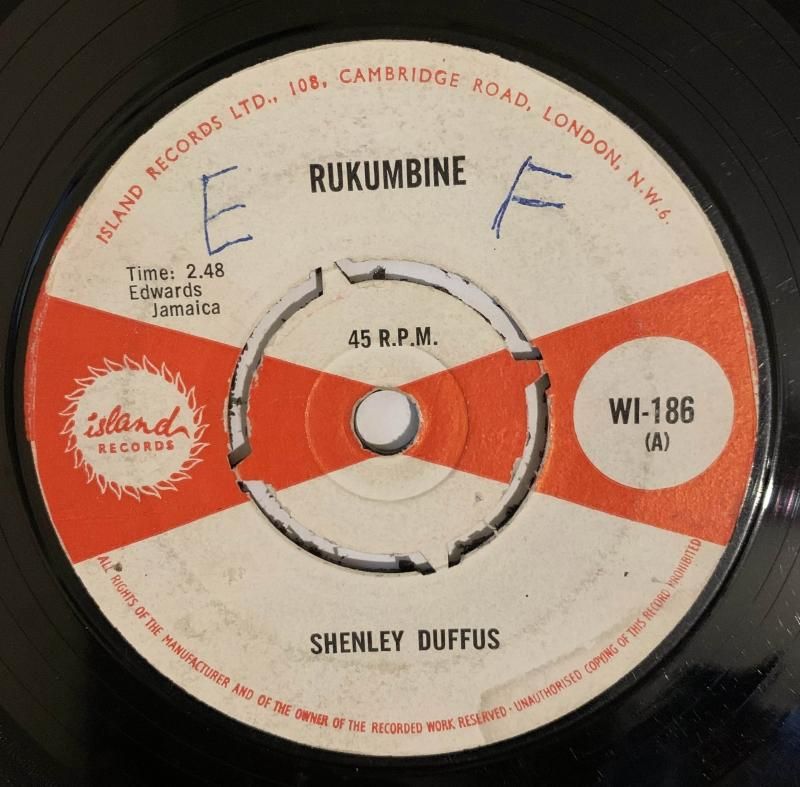 ISLAND RECORDS LTD., 108, CAMBRIDGE ROAD, LONDON, N.W.6.
RUKUMBINE
E F
Time: 2.48
Edwards
Jamaica
45 R.P.M.
island
RECORDS
WI-186
(A)
SHENLEY DUFFUS
ALL RIGHTS OF THE MANUFACTURER AND OF THE OWNER OF THE RECORDED WORK RESERVED · UNAUTHORISED COPYING OF THIS RECORD PROHIBITED